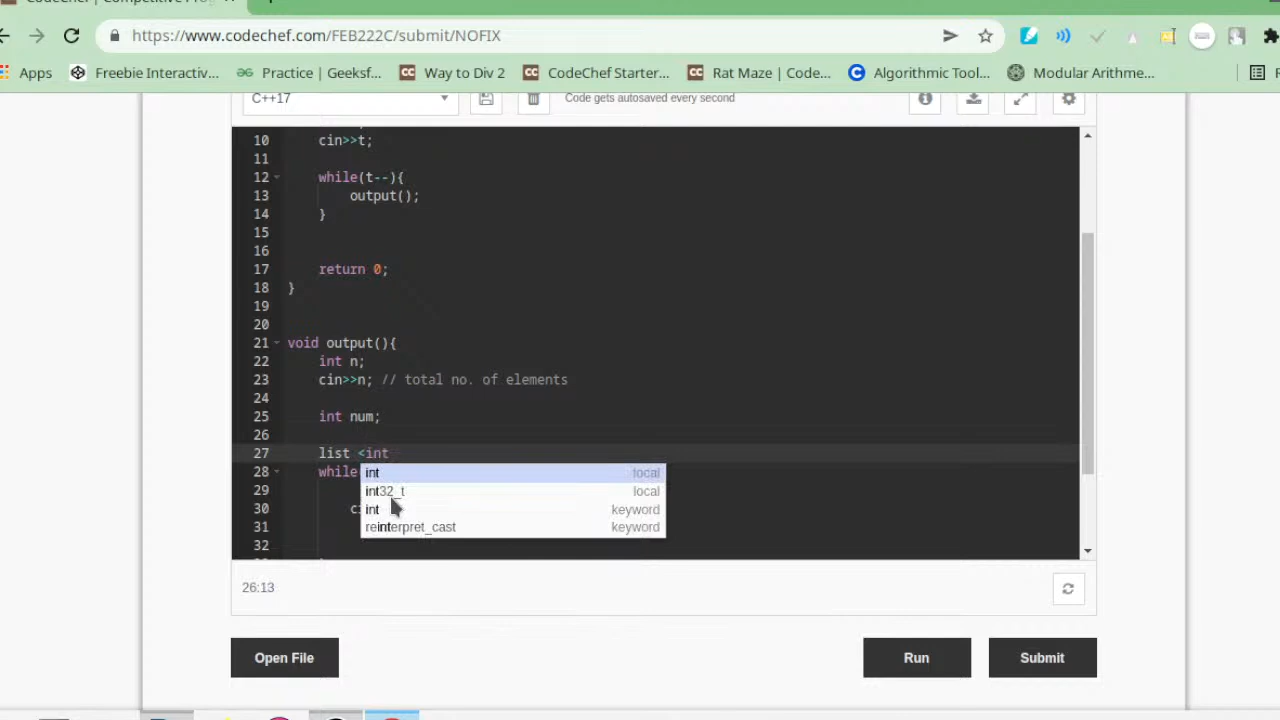 https://www.codechef.com/FEB222C/submit/NOFIX
Apps Freebie Interactiv... Practice | Geeksf... Way to Div 2 CodeChef Starter... Rat Maze | Code... Algorithmic Tool... Modular Arithme...
C++17 Code gets autosaved every second
10 cin>>t;
11
12 while(t--){
13 output();
14 }
15
16
17 return 0;
18 }
19
20
21 void output(){
22 int n;
23 cin>>n; // total no. of elements
24
25 int num;
26
27 list <int
28 while
int local
29
int32_t local
30 c
int keyword
31
reinterpret_cast keyword
32
26:13
Open File Run Submit